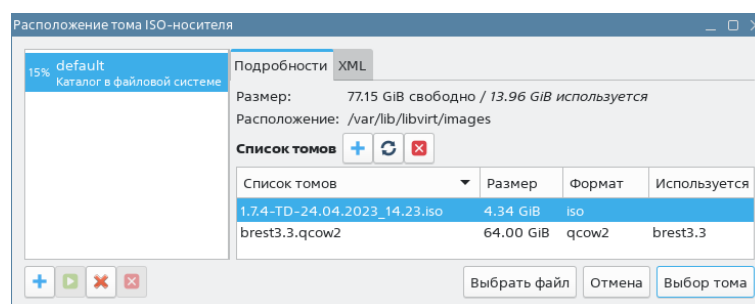 Расположение тома ISO-носителя
15% default
Каталог в файловой системе
Подробности XML
Размер: 77.15 GiB свободно / 13.96 GiB используется
Расположение: /var/lib/libvirt/images
Список томов
Список томов Размер Формат Используется
1.7.4-TD-24.04.2023_14.23.iso 4.34 GiB iso
brest3.3.qcow2 64.00 GiB qcow2 brest3.3
Выбрать файл Отмена Выбор тома